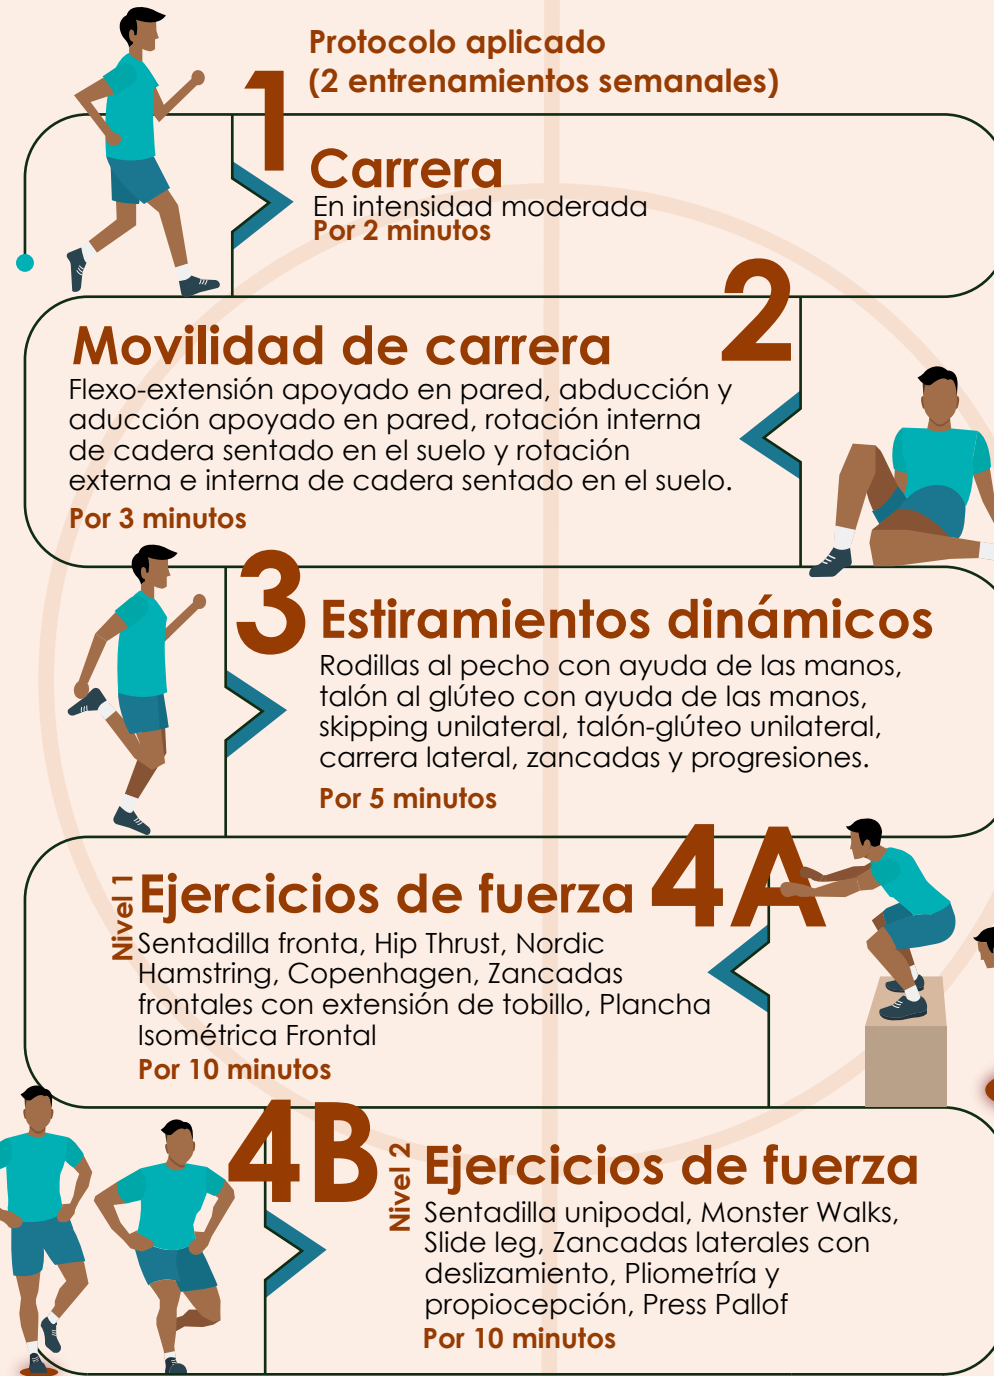 Protocolo aplicado
(2 entrenamientos semanales)
1
Carrera
En intensidad moderada
Por 2 minutos
2
Movilidad de carrera
Flexo-extensión apoyado en pared, abducción y
aducción apoyado en pared, rotación interna
de cadera sentado en el suelo y rotación
externa e interna de cadera sentado en el suelo.
Por 3 minutos
3
Estiramientos dinámicos
Rodillas al pecho con ayuda de las manos,
talón al glúteo con ayuda de las manos,
skipping unilateral, talón-glúteo unilateral,
carrera lateral, zancadas y progresiones.
Por 5 minutos
4A
Nivel 1
Ejercicios de fuerza
Sentadilla fronta, Hip Thrust, Nordic
Hamstring, Copenhagen, Zancadas
frontales con extensión de tobillo, Plancha
Isométrica Frontal
Por 10 minutos
4B
Nivel 2
Ejercicios de fuerza
Sentadilla unipodal, Monster Walks,
Slide leg, Zancadas laterales con
deslizamiento, Pliometría y
propiocepción, Press Pallof
Por 10 minutos